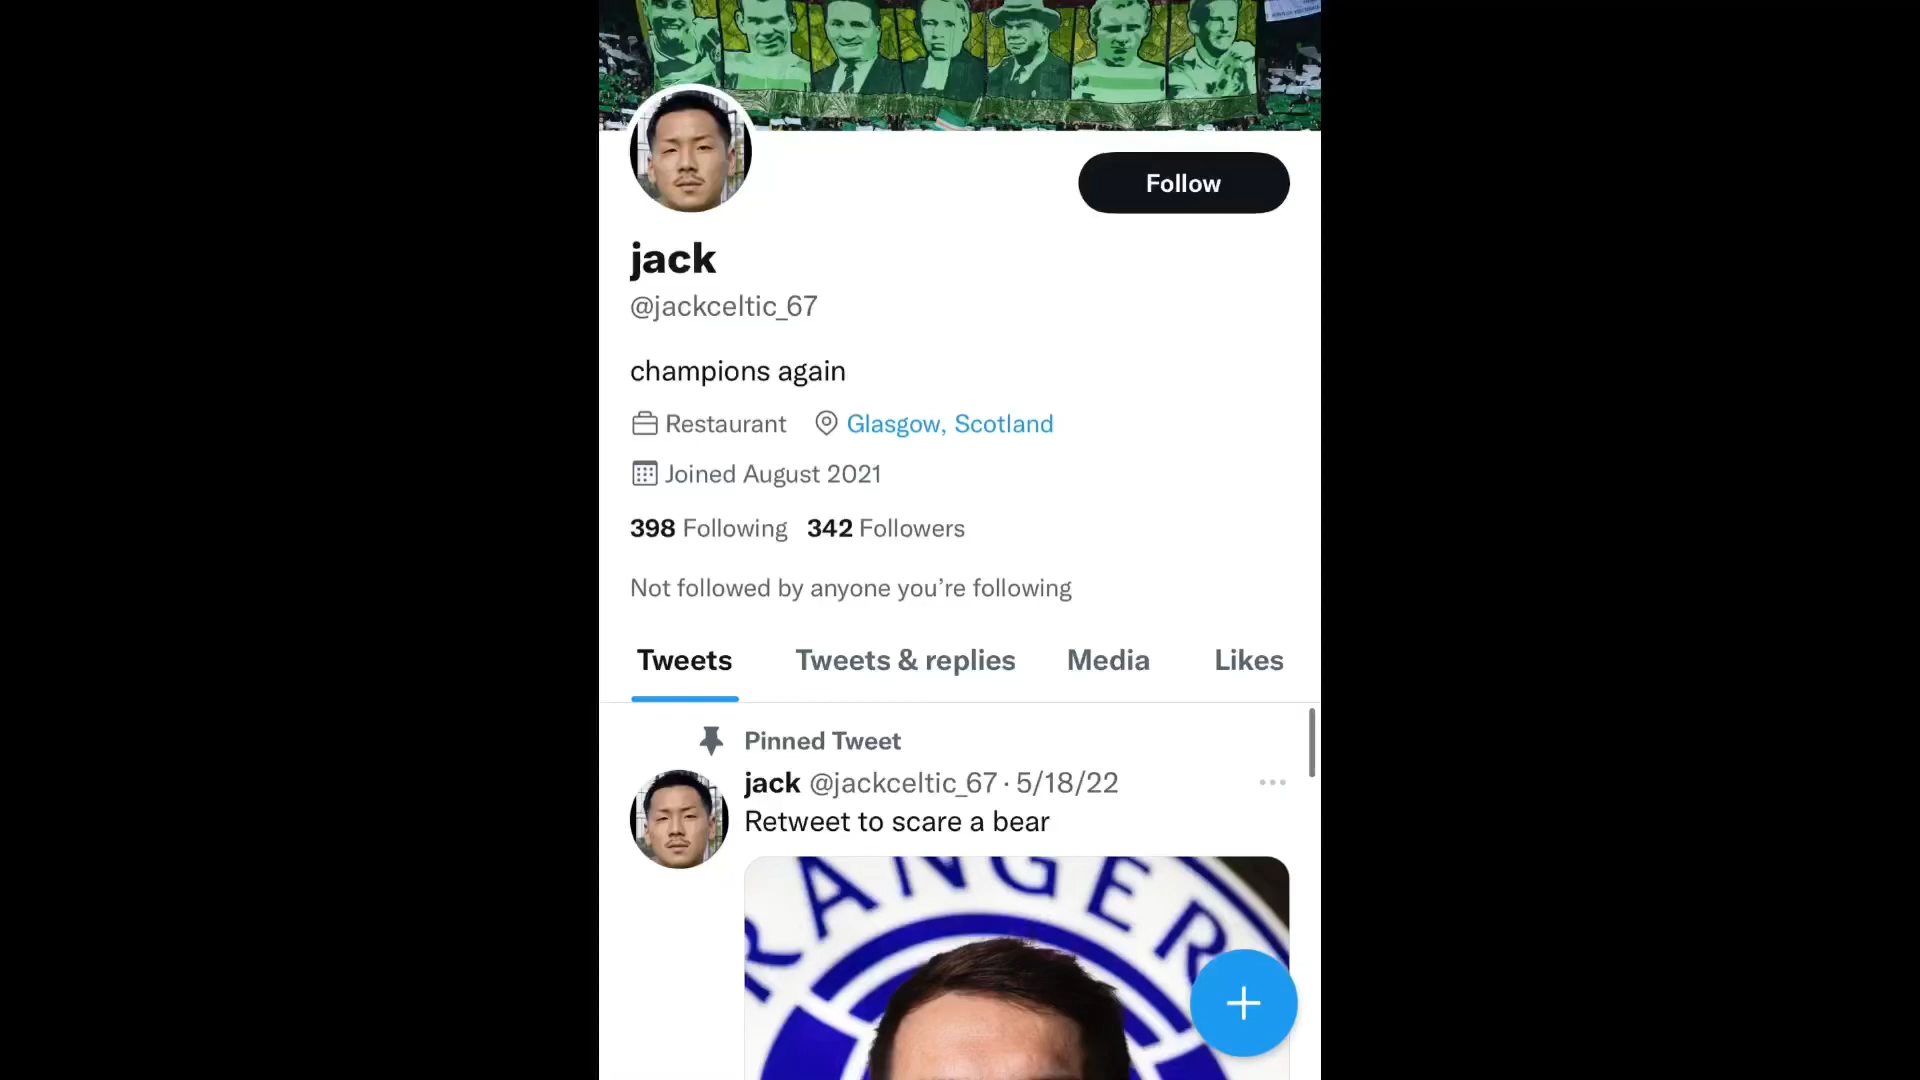 Follow
jack
@jackceltic_67
champions again
Restaurant Glasgow, Scotland
Joined August 2021
398 Following 342 Followers
Not followed by anyone you’re following
Tweets Tweets & replies Media Likes
Pinned Tweet
jack @jackceltic_67 · 5/18/22
Retweet to scare a bear
RANGERS